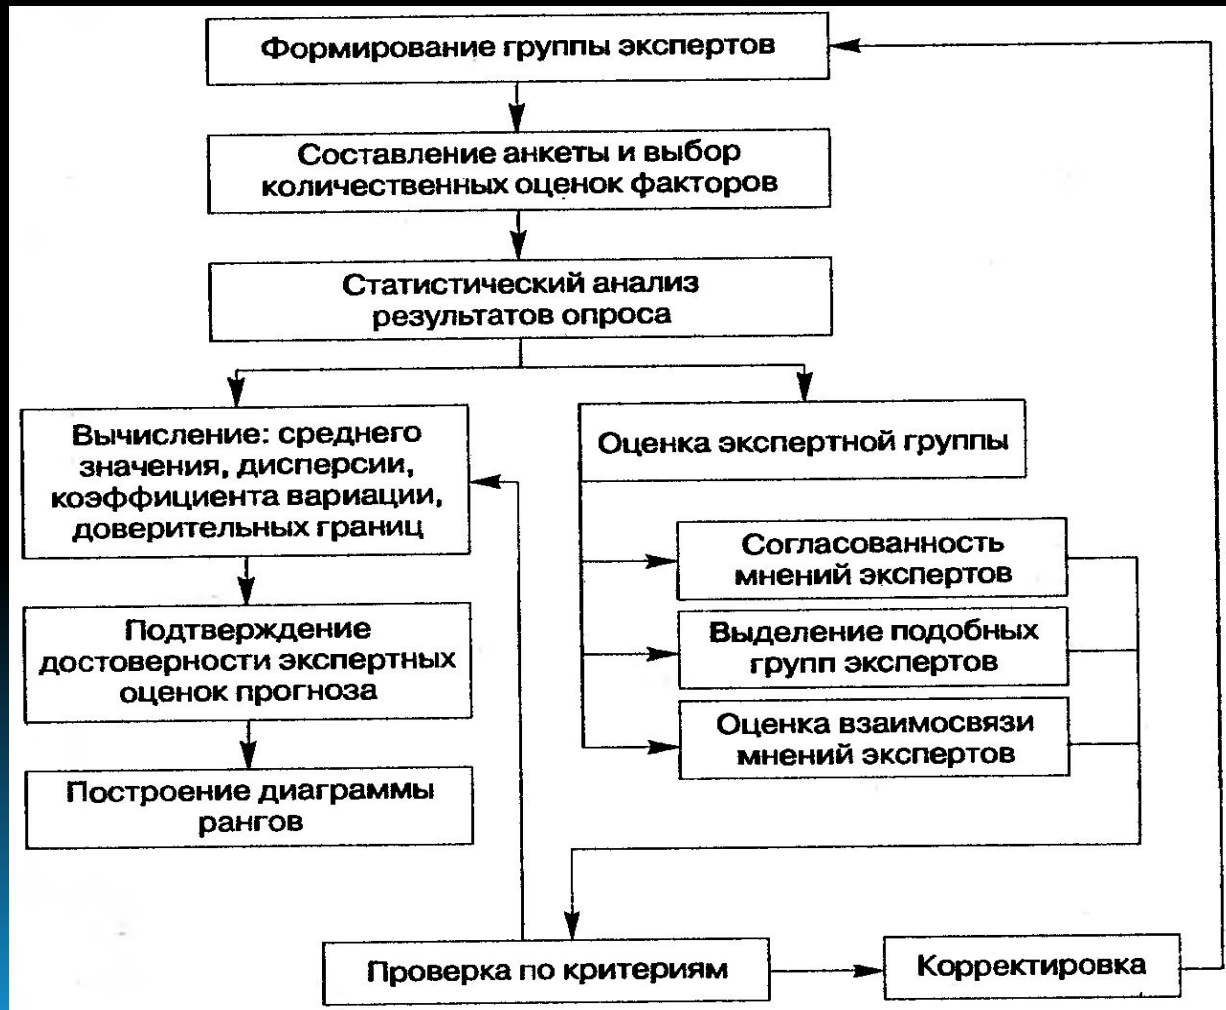 Формирование группы экспертов
Составление анкеты и выбор
количественных оценок факторов
Статистический анализ
результатов опроса
Вычисление: среднего
значения, дисперсии,
коэффициента вариации,
доверительных границ
Подтверждение
достоверности экспертных
оценок прогноза
Построение диаграммы
рангов
Оценка экспертной группы
Согласованность
мнений экспертов
Выделение подобных
групп экспертов
Оценка взаимосвязи
мнений экспертов
Проверка по критериям
Корректировка